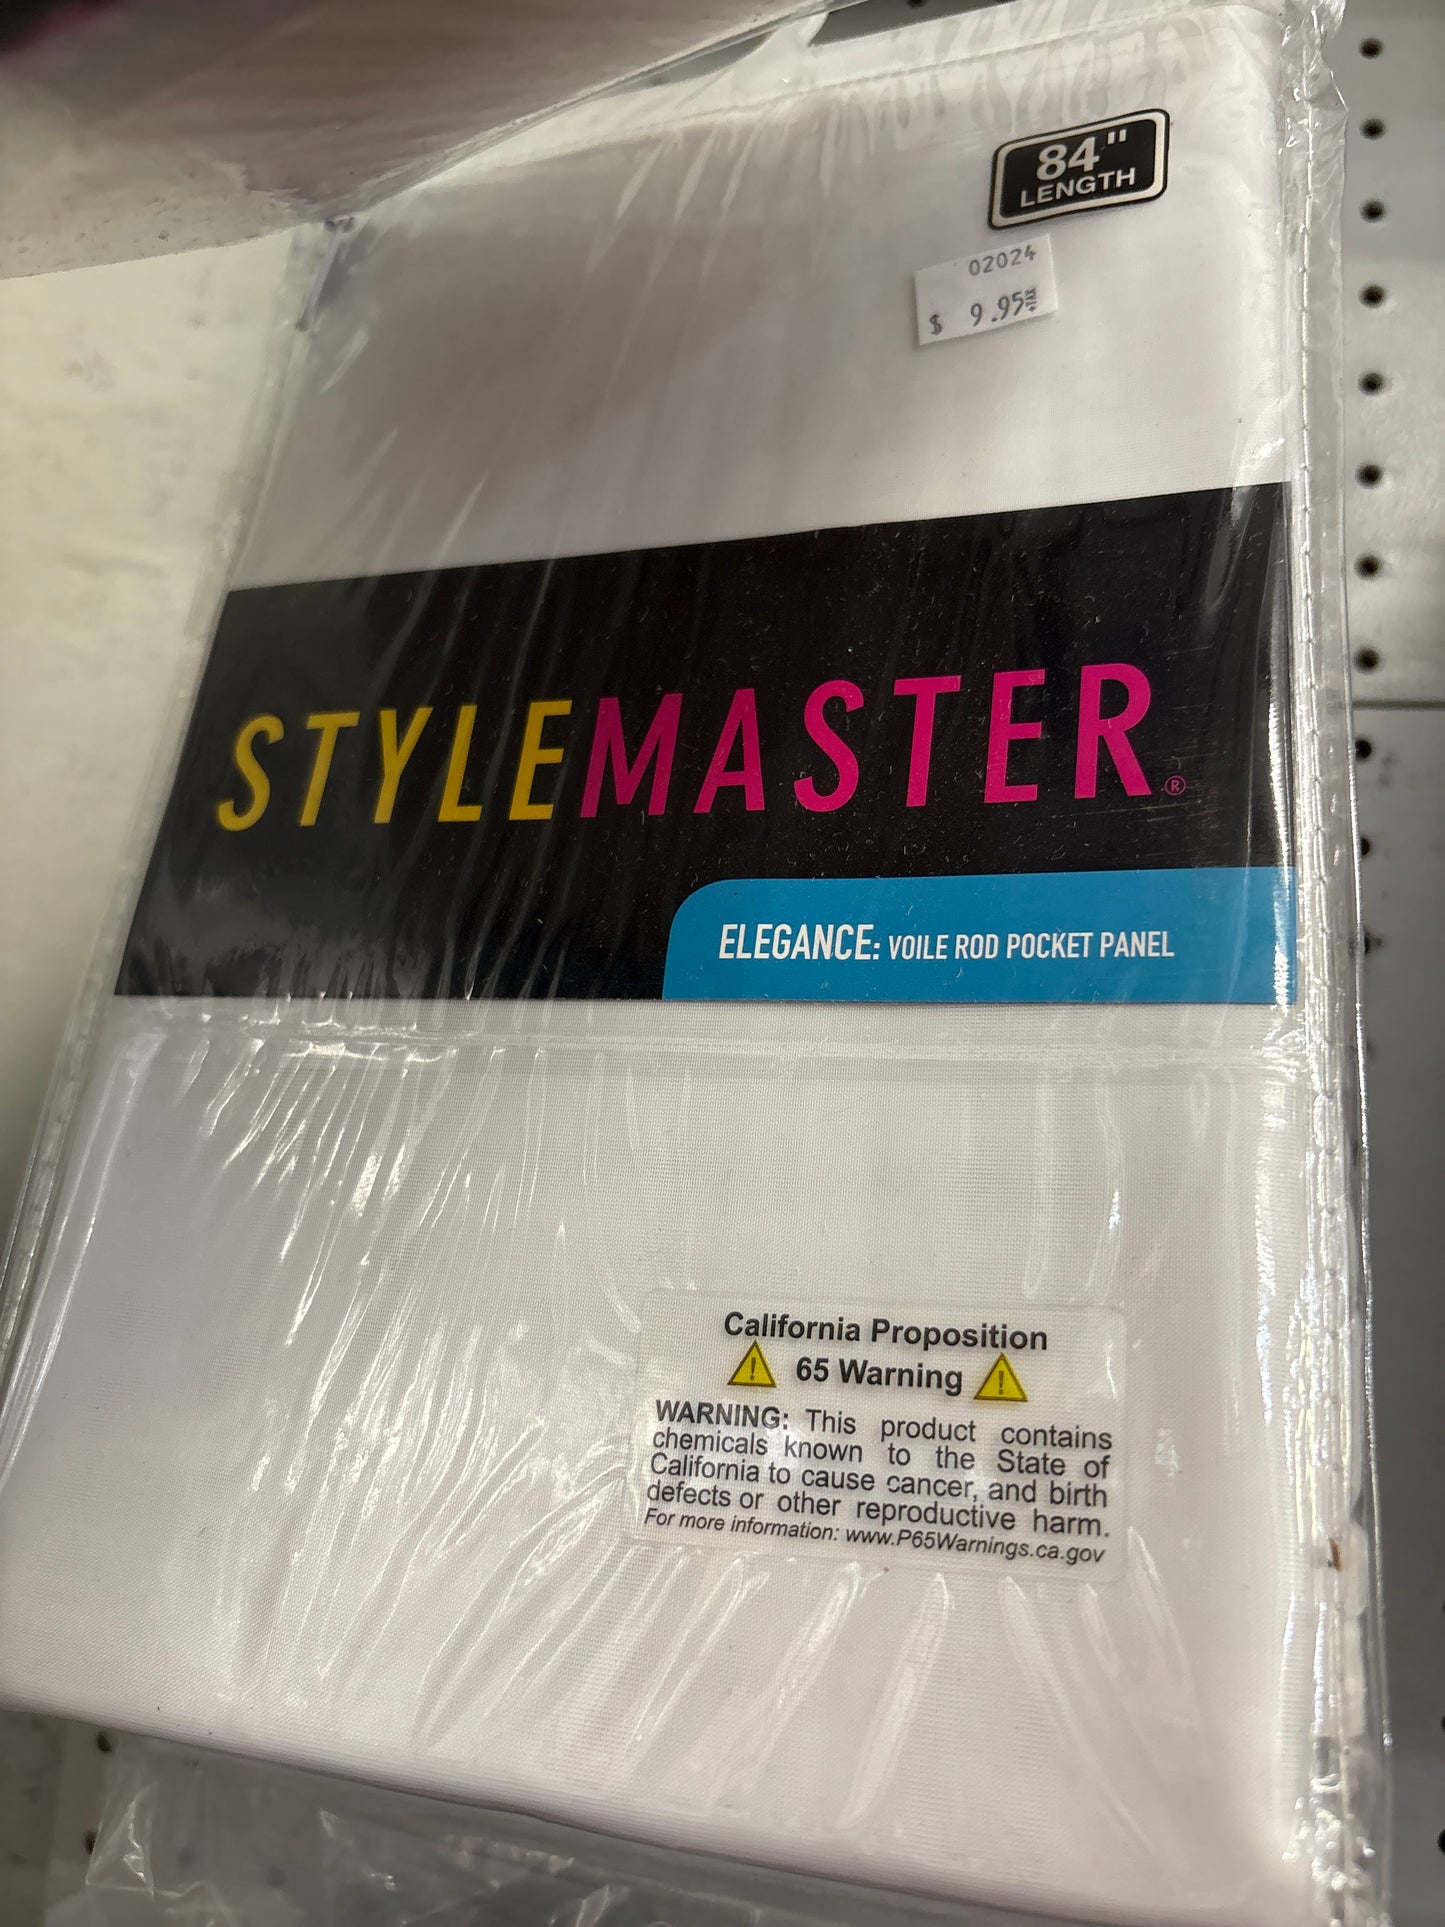 84"
LENGTH
02024
$ 9.95 +TAX
STYLEMASTER®
ELEGANCE: VOILE ROD POCKET PANEL
California Proposition
65 Warning
WARNING: This product contains
chemicals known to the State of
California to cause cancer, and birth
defects or other reproductive harm.
For more information: www.P65Warnings.ca.gov